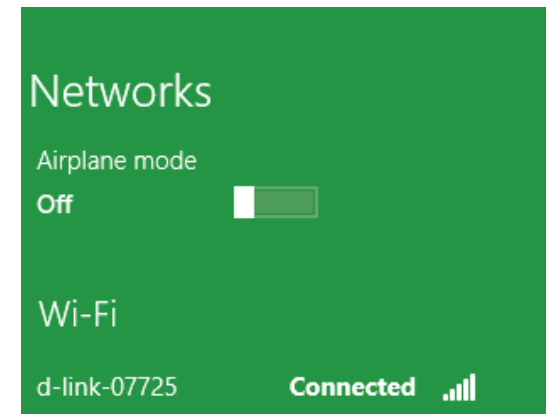 Networks
Airplane mode
Off
Wi-Fi
d-link-07725 Connected